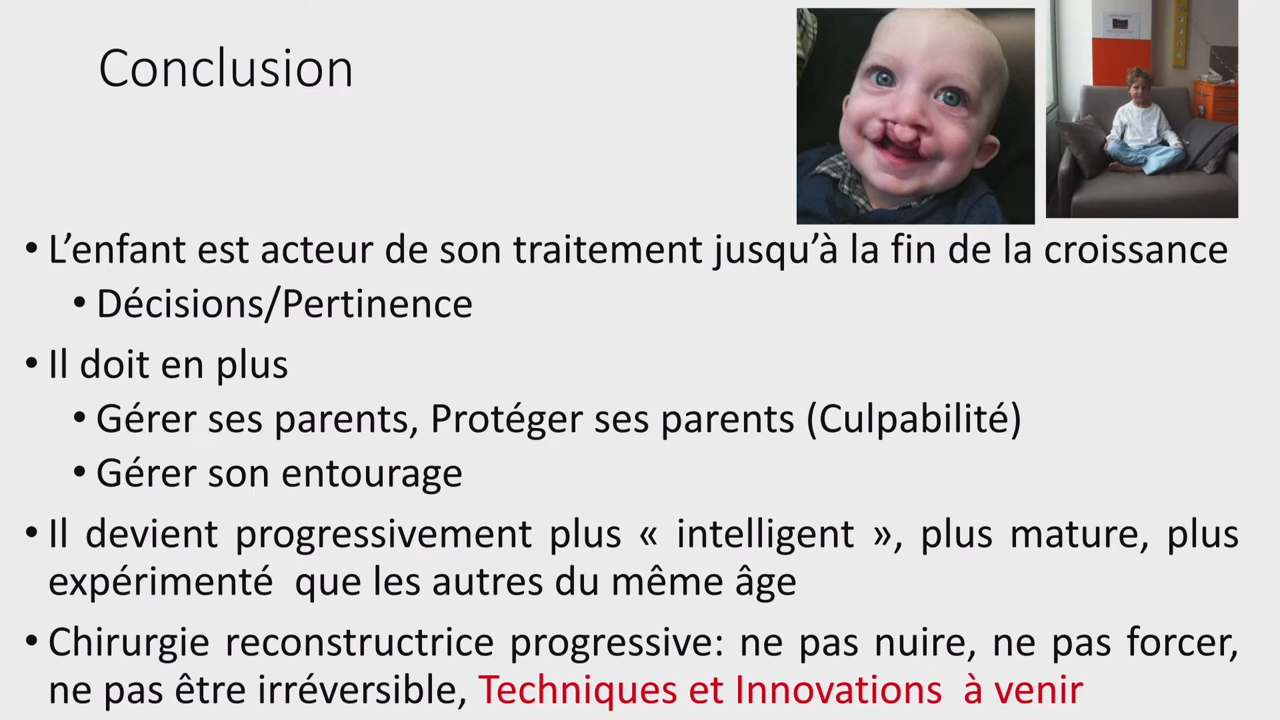 Conclusion
• L’enfant est acteur de son traitement jusqu’à la fin de la croissance
• Décisions/Pertinence
• Il doit en plus
• Gérer ses parents, Protéger ses parents (Culpabilité)
• Gérer son entourage
• Il devient progressivement plus « intelligent », plus mature, plus
expérimenté  que les autres du même âge
• Chirurgie reconstructrice progressive: ne pas nuire, ne pas forcer,
ne pas être irréversible, Techniques et Innovations  à venir